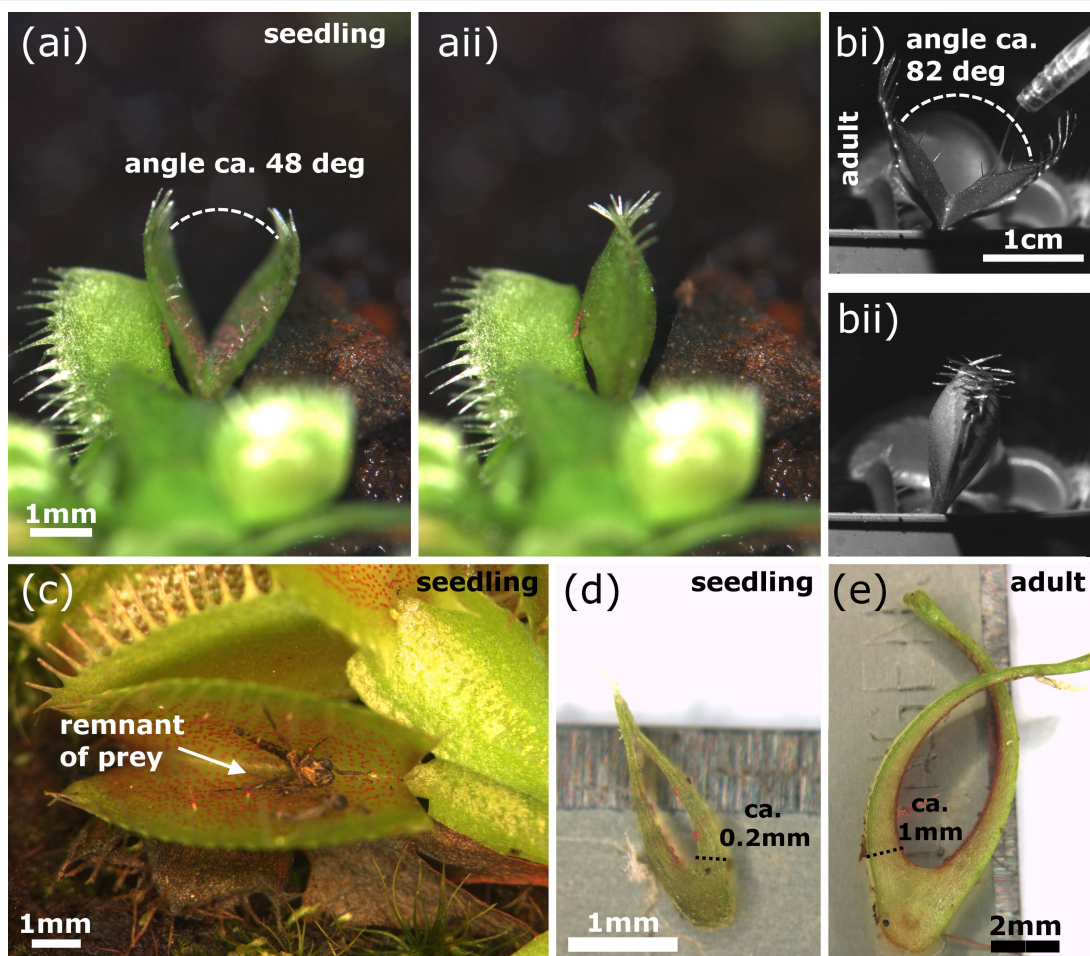 (ai)
seedling
angle ca. 48 deg
1mm
aii)
bi)
angle ca.
82 deg
adult
1cm
bii)
(c)
seedling
remnant
of prey
1mm
(d)
seedling
ca.
0.2mm
1mm
(e)
adult
ca.
1mm
2mm